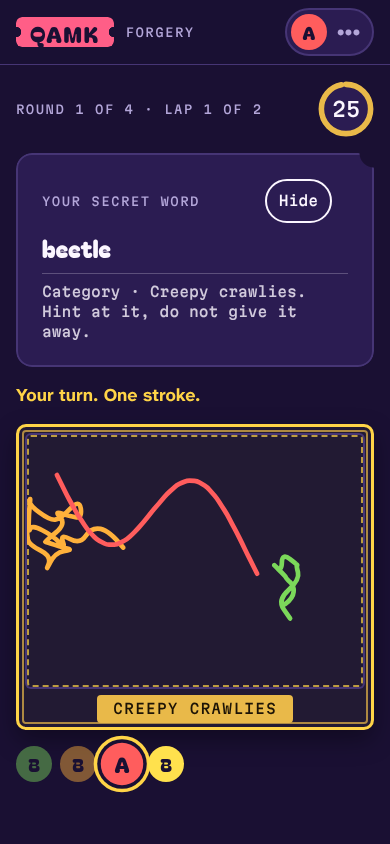 QAMK FORGERY A
ROUND 1 OF 4 · LAP 1 OF 2 25
YOUR SECRET WORD Hide
beetle
Category · Creepy crawlies.
Hint at it, do not give it
away.
Your turn. One stroke.
CREEPY CRAWLIES
B B A B